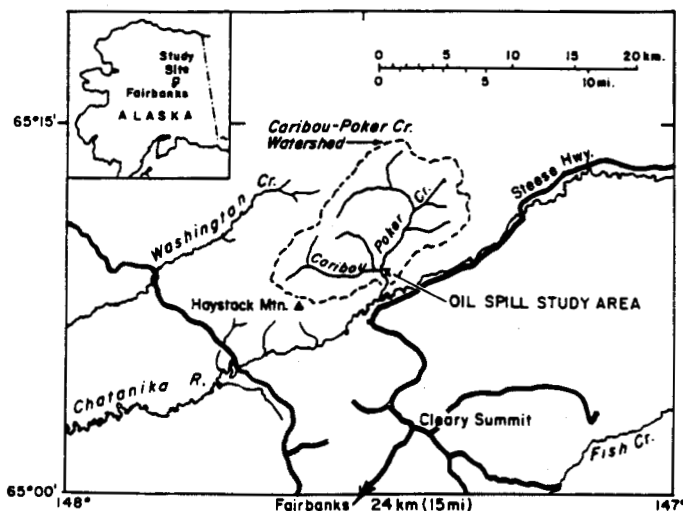 Study
Site
Fairbanks
ALASKA
0 5 10 15 20 km.
0 5 10 mi.
65°15'
Caribou-Poker Cr.
Watershed
Steese Hwy.
Washington Cr.
Poker Cr.
Caribou
Haystack Mtn.
OIL SPILL STUDY AREA
Chatanika R.
Cleary Summit
Fish Cr.
65°00'
148°
147°
Fairbanks 24 km (15 mi)